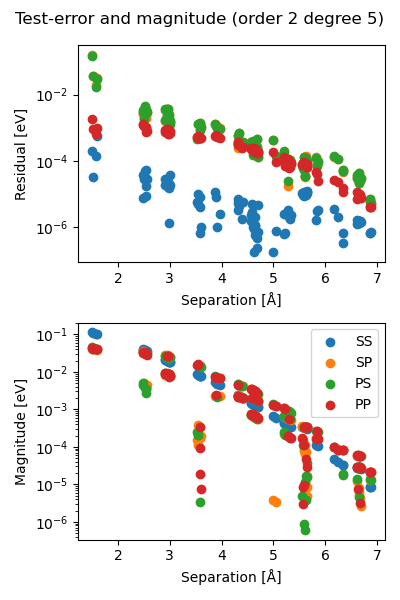 Test-error and magnitude (order 2 degree 5)
Residual [eV]
10⁻²
10⁻⁴
10⁻⁶
2 3 4 5 6 7
Separation [Å]
Magnitude [eV]
10⁻¹
10⁻²
10⁻³
10⁻⁴
10⁻⁵
10⁻⁶
SS
SP
PS
PP
2 3 4 5 6 7
Separation [Å]